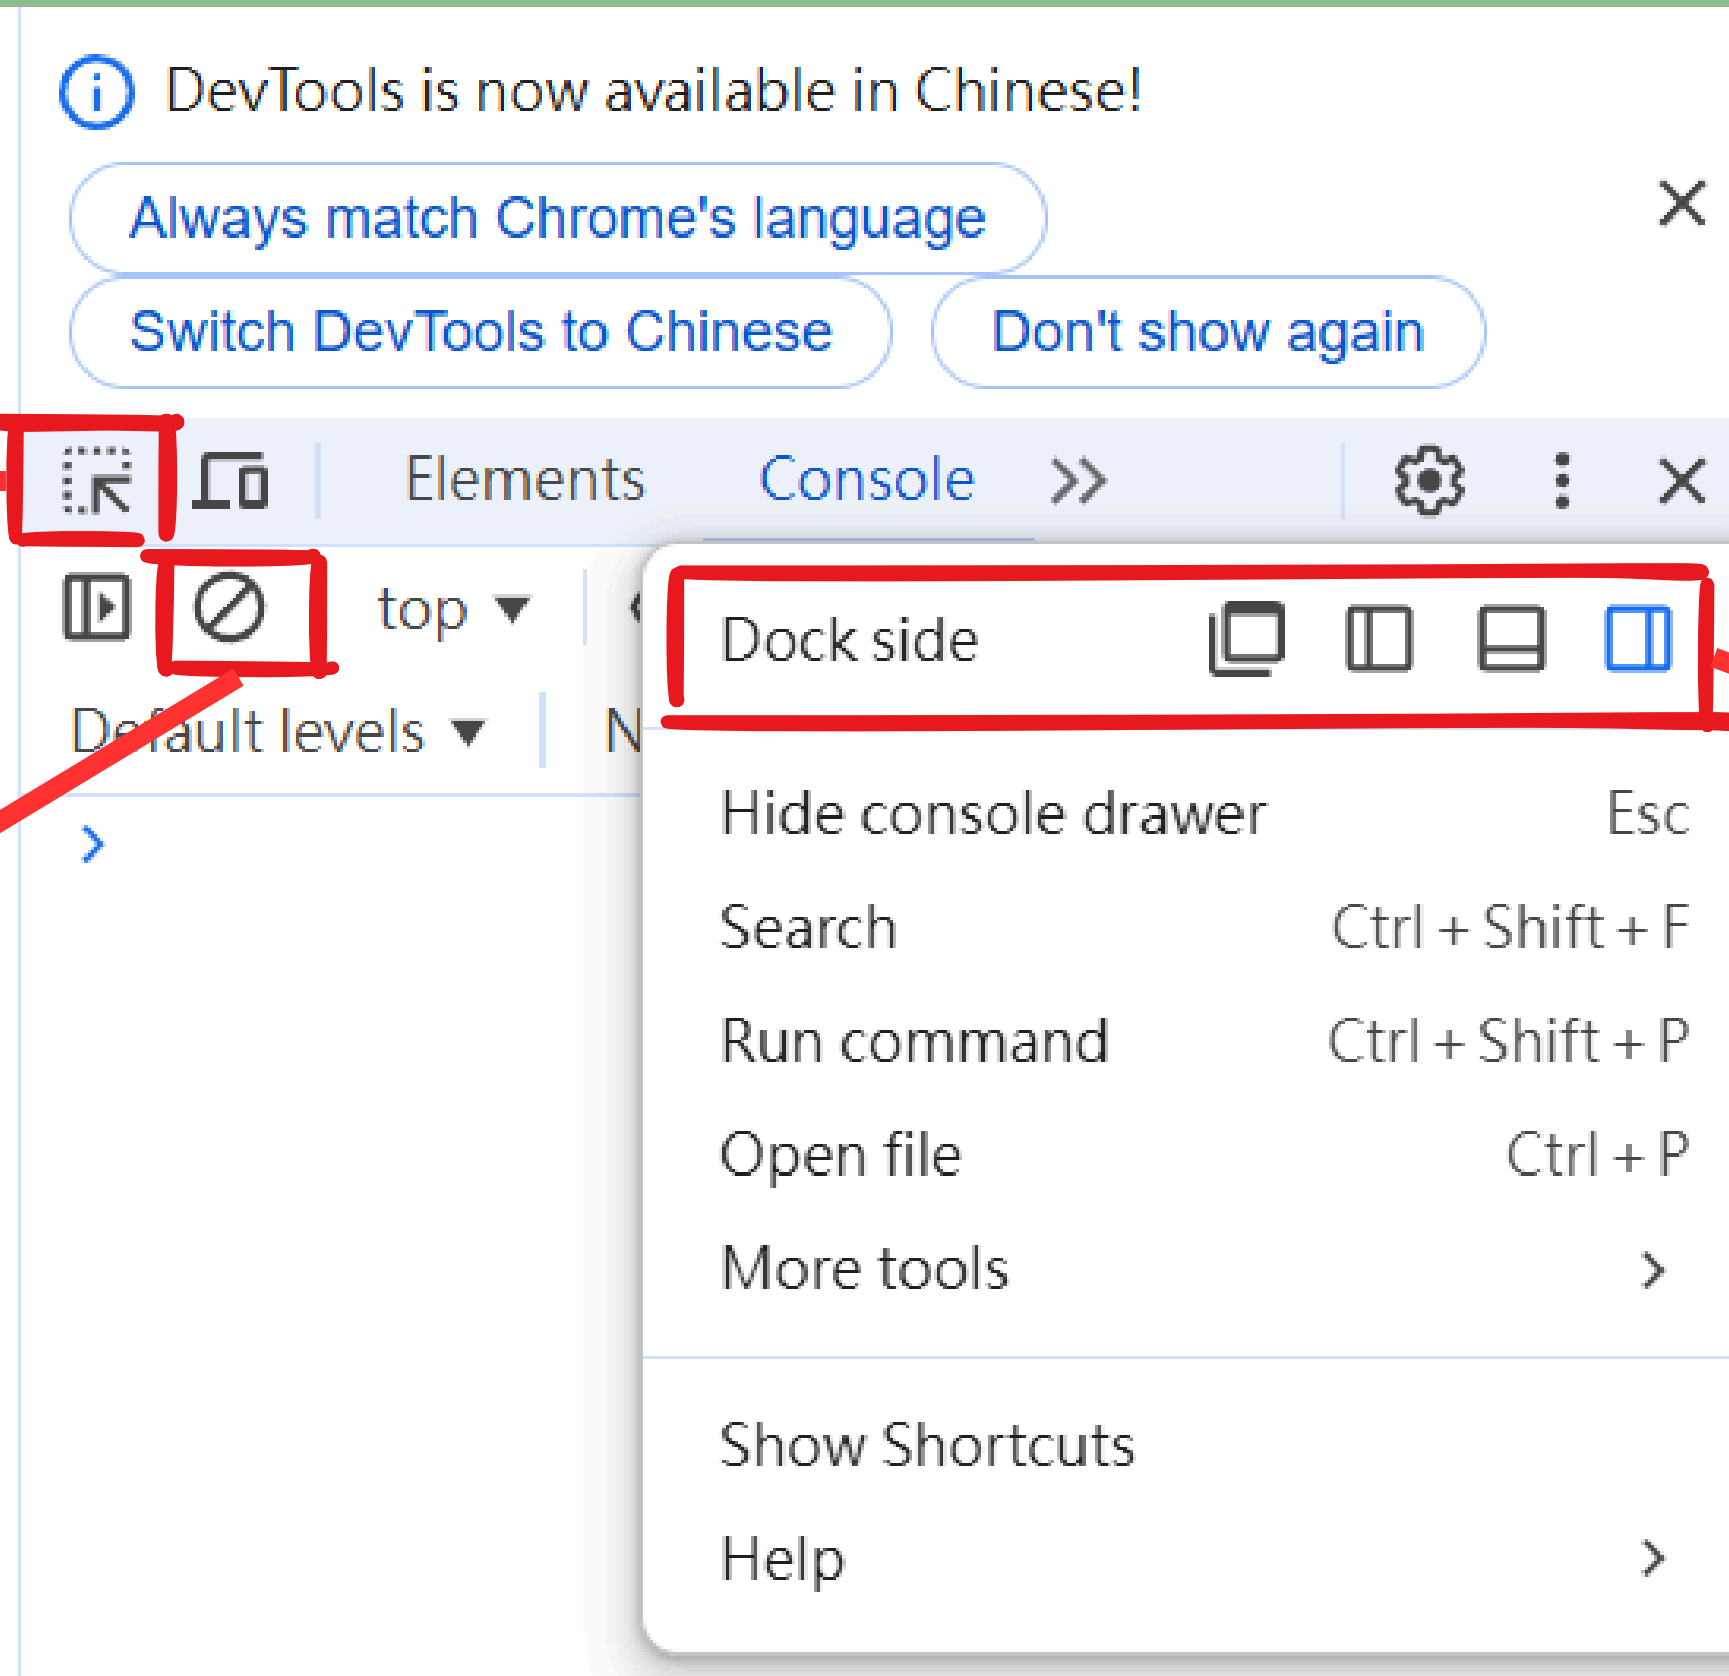 DevTools is now available in Chinese!
Always match Chrome's language
Switch DevTools to Chinese Don't show again
Elements Console
top
Dock side
Default levels
Hide console drawer Esc
Search Ctrl + Shift + F
Run command Ctrl + Shift + P
Open file Ctrl + P
More tools
Show Shortcuts
Help